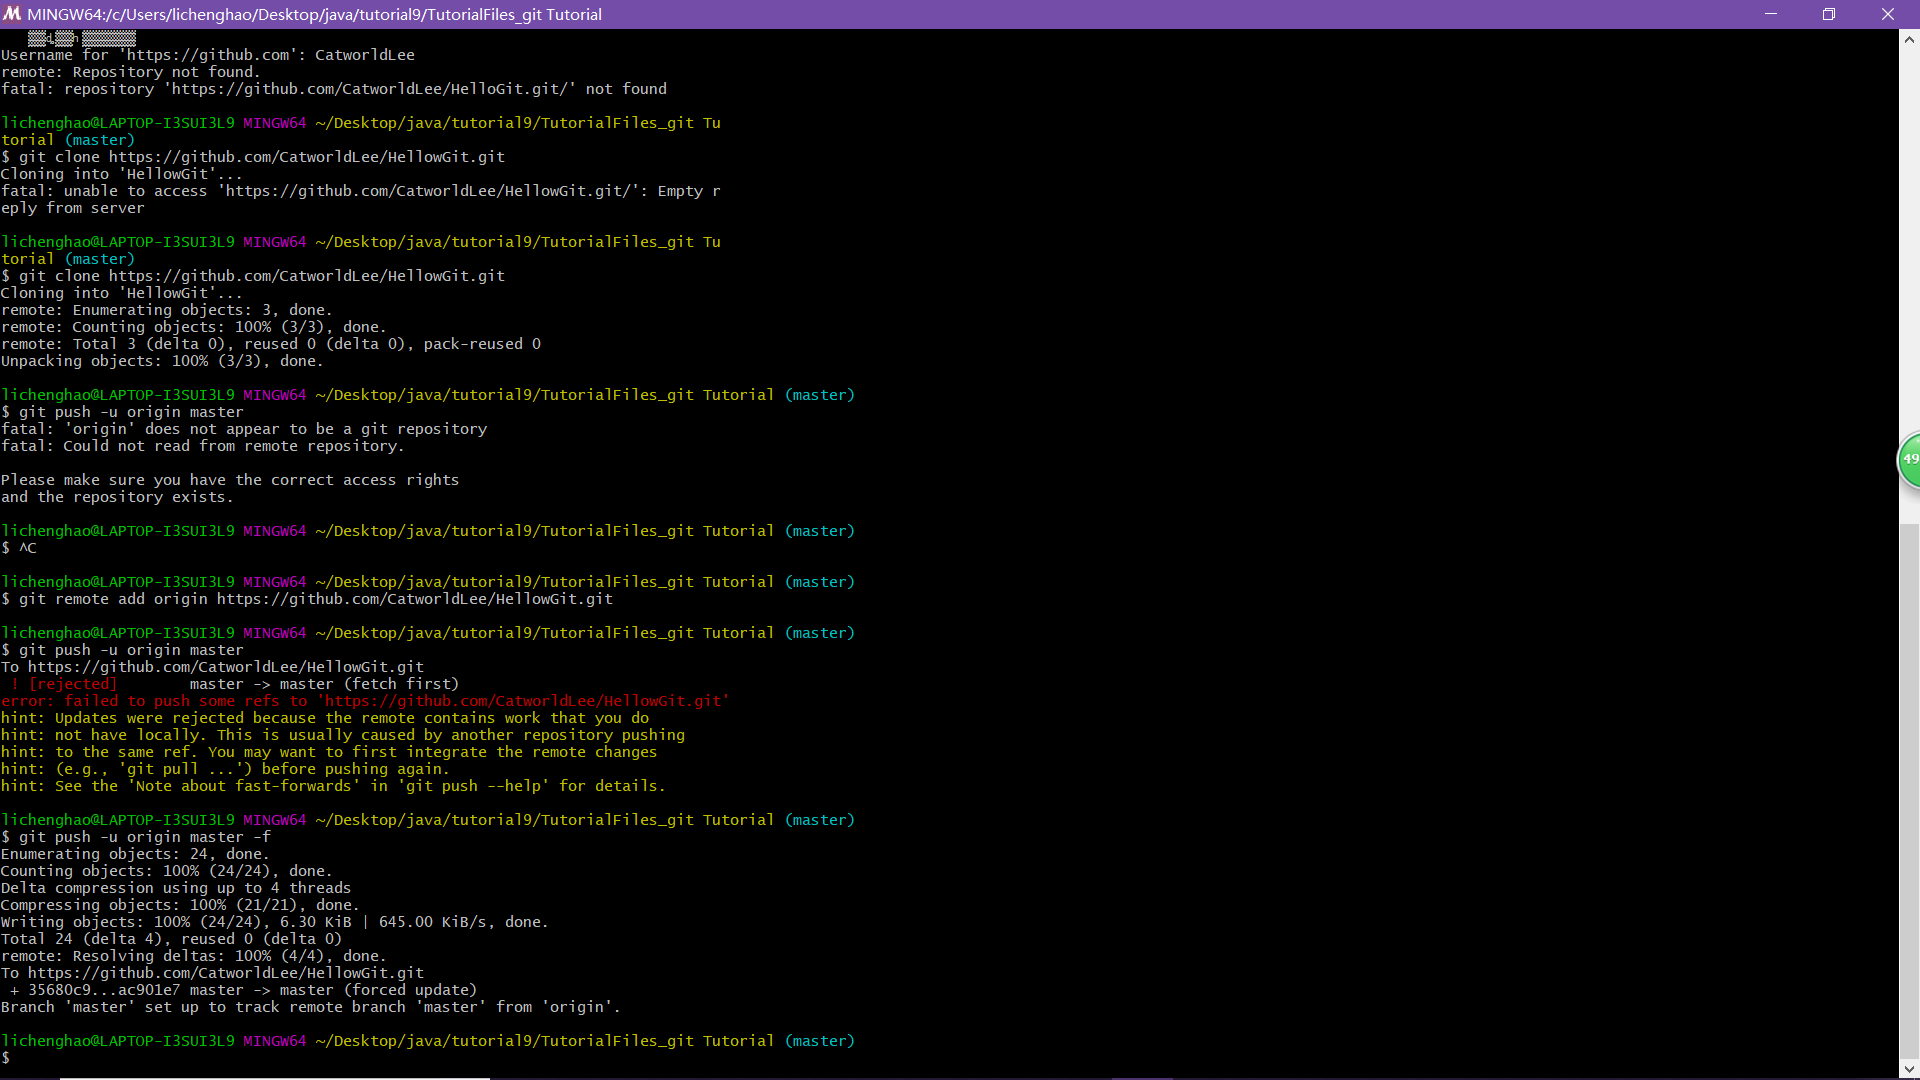 MINGW64:/c/Users/lichenghao/Desktop/java/tutorial9/TutorialFiles_git Tutorial
Username for 'https://github.com': CatworldLee
remote: Repository not found.
fatal: repository 'https://github.com/CatworldLee/HelloGit.git/' not found
lichenghao@LAPTOP-I3SUI3L9 MINGW64 ~/Desktop/java/tutorial9/TutorialFiles_git Tu
torial (master)
$ git clone https://github.com/CatworldLee/HellowGit.git
Cloning into 'HellowGit'...
fatal: unable to access 'https://github.com/CatworldLee/HellowGit.git/': Empty r
eply from server
lichenghao@LAPTOP-I3SUI3L9 MINGW64 ~/Desktop/java/tutorial9/TutorialFiles_git Tu
torial (master)
$ git clone https://github.com/CatworldLee/HellowGit.git
Cloning into 'HellowGit'...
remote: Enumerating objects: 3, done.
remote: Counting objects: 100% (3/3), done.
remote: Total 3 (delta 0), reused 0 (delta 0), pack-reused 0
Unpacking objects: 100% (3/3), done.
lichenghao@LAPTOP-I3SUI3L9 MINGW64 ~/Desktop/java/tutorial9/TutorialFiles_git Tutorial (master)
$ git push -u origin master
fatal: 'origin' does not appear to be a git repository
fatal: Could not read from remote repository.
Please make sure you have the correct access rights
and the repository exists.
lichenghao@LAPTOP-I3SUI3L9 MINGW64 ~/Desktop/java/tutorial9/TutorialFiles_git Tutorial (master)
$ ^C
lichenghao@LAPTOP-I3SUI3L9 MINGW64 ~/Desktop/java/tutorial9/TutorialFiles_git Tutorial (master)
$ git remote add origin https://github.com/CatworldLee/HellowGit.git
lichenghao@LAPTOP-I3SUI3L9 MINGW64 ~/Desktop/java/tutorial9/TutorialFiles_git Tutorial (master)
$ git push -u origin master
To https://github.com/CatworldLee/HellowGit.git
! [rejected] master -> master (fetch first)
error: failed to push some refs to 'https://github.com/CatworldLee/HellowGit.git'
hint: Updates were rejected because the remote contains work that you do
hint: not have locally. This is usually caused by another repository pushing
hint: to the same ref. You may want to first integrate the remote changes
hint: (e.g., 'git pull ...') before pushing again.
hint: See the 'Note about fast-forwards' in 'git push --help' for details.
lichenghao@LAPTOP-I3SUI3L9 MINGW64 ~/Desktop/java/tutorial9/TutorialFiles_git Tutorial (master)
$ git push -u origin master -f
Enumerating objects: 24, done.
Counting objects: 100% (24/24), done.
Delta compression using up to 4 threads
Compressing objects: 100% (21/21), done.
Writing objects: 100% (24/24), 6.30 KiB | 645.00 KiB/s, done.
Total 24 (delta 4), reused 0 (delta 0)
remote: Resolving deltas: 100% (4/4), done.
To https://github.com/CatworldLee/HellowGit.git
+ 35680c9...ac901e7 master -> master (forced update)
Branch 'master' set up to track remote branch 'master' from 'origin'.
lichenghao@LAPTOP-I3SUI3L9 MINGW64 ~/Desktop/java/tutorial9/TutorialFiles_git Tutorial (master)
$
49